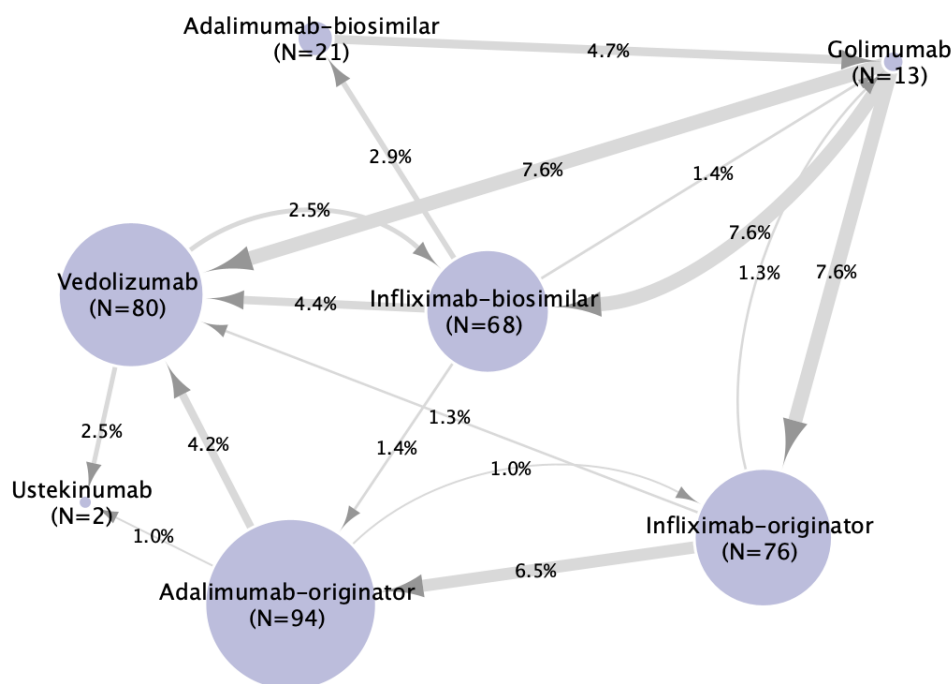 Adalimumab-biosimilar
(N=21)
4.7%
Golimumab
(N=13)
2.9%
7.6%
1.4%
2.5%
7.6%
1.3%
7.6%
Vedolizumab
(N=80)
4.4%
Infliximab-biosimilar
(N=68)
1.3%
2.5%
4.2%
1.4%
1.0%
Ustekinumab
(N=2)
1.0%
Infliximab-originator
(N=76)
6.5%
Adalimumab-originator
(N=94)